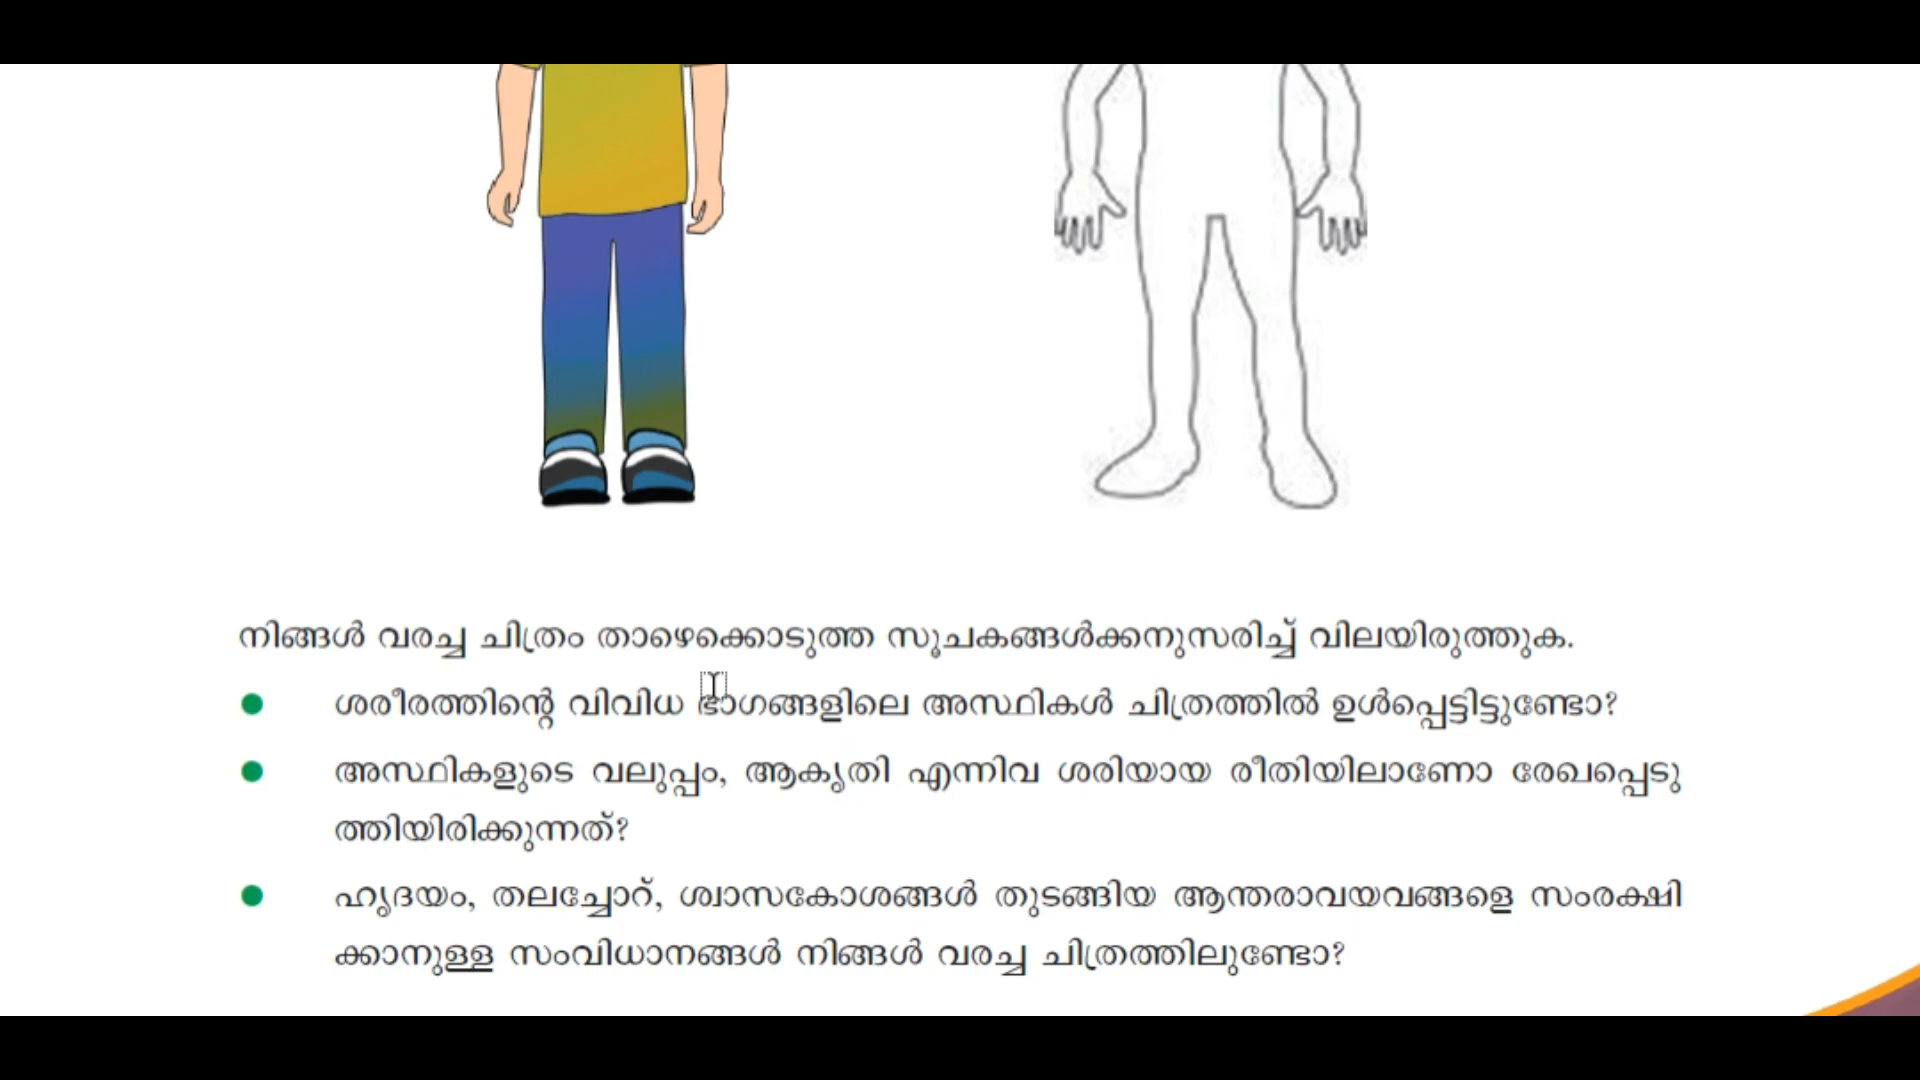 നിങ്ങൾ വരച്ച ചിത്രം താഴെക്കൊടുത്ത സൂചകങ്ങൾക്കനുസരിച്ച് വിലയിരുത്തുക.
● ശരീരത്തിന്റെ വിവിധ ഭാഗങ്ങളിലെ അസ്ഥികൾ ചിത്രത്തിൽ ഉൾപ്പെട്ടിട്ടുണ്ടോ?
● അസ്ഥികളുടെ വലുപ്പം, ആകൃതി എന്നിവ ശരിയായ രീതിയിലാണോ രേഖപ്പെടു
ത്തിയിരിക്കുന്നത്?
● ഹൃദയം, തലച്ചോറ്, ശ്വാസകോശങ്ങൾ തുടങ്ങിയ ആന്തരാവയവങ്ങളെ സംരക്ഷി
ക്കാനുള്ള സംവിധാനങ്ങൾ നിങ്ങൾ വരച്ച ചിത്രത്തിലുണ്ടോ?